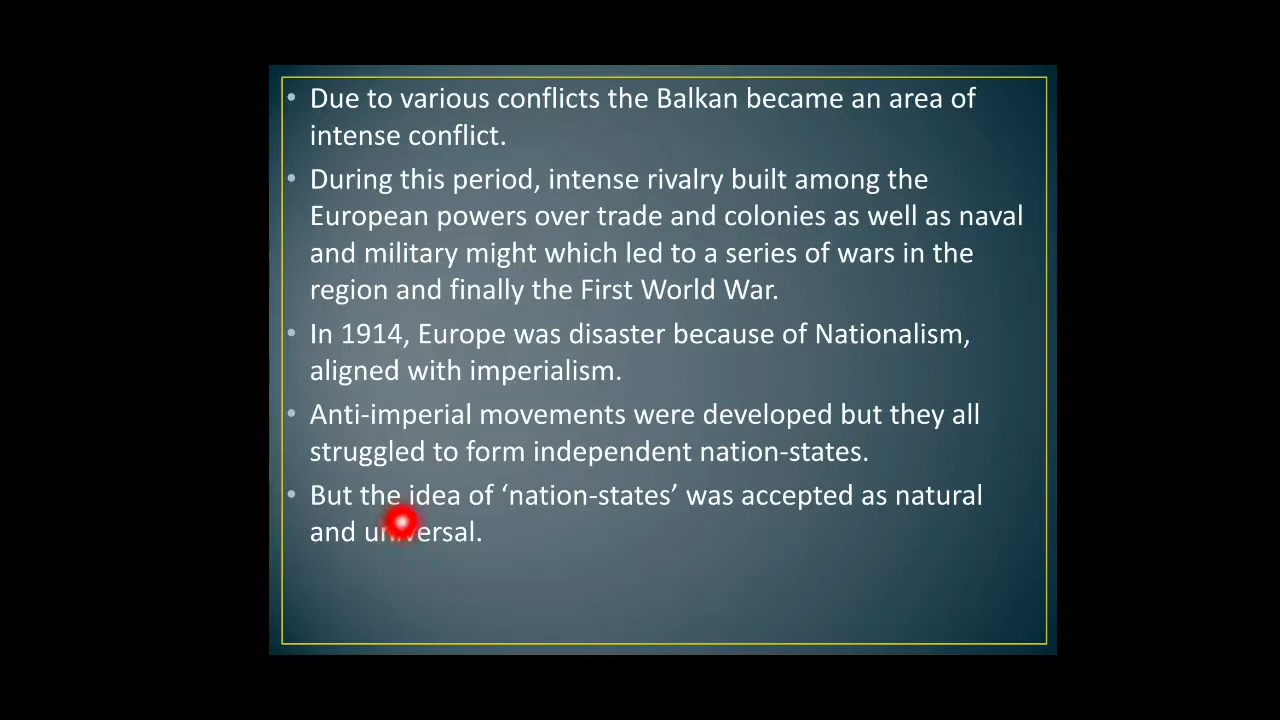 • Due to various conflicts the Balkan became an area of
intense conflict.
• During this period, intense rivalry built among the
European powers over trade and colonies as well as naval
and military might which led to a series of wars in the
region and finally the First World War.
• In 1914, Europe was disaster because of Nationalism,
aligned with imperialism.
• Anti-imperial movements were developed but they all
struggled to form independent nation-states.
• But the idea of ‘nation-states’ was accepted as natural
and universal.